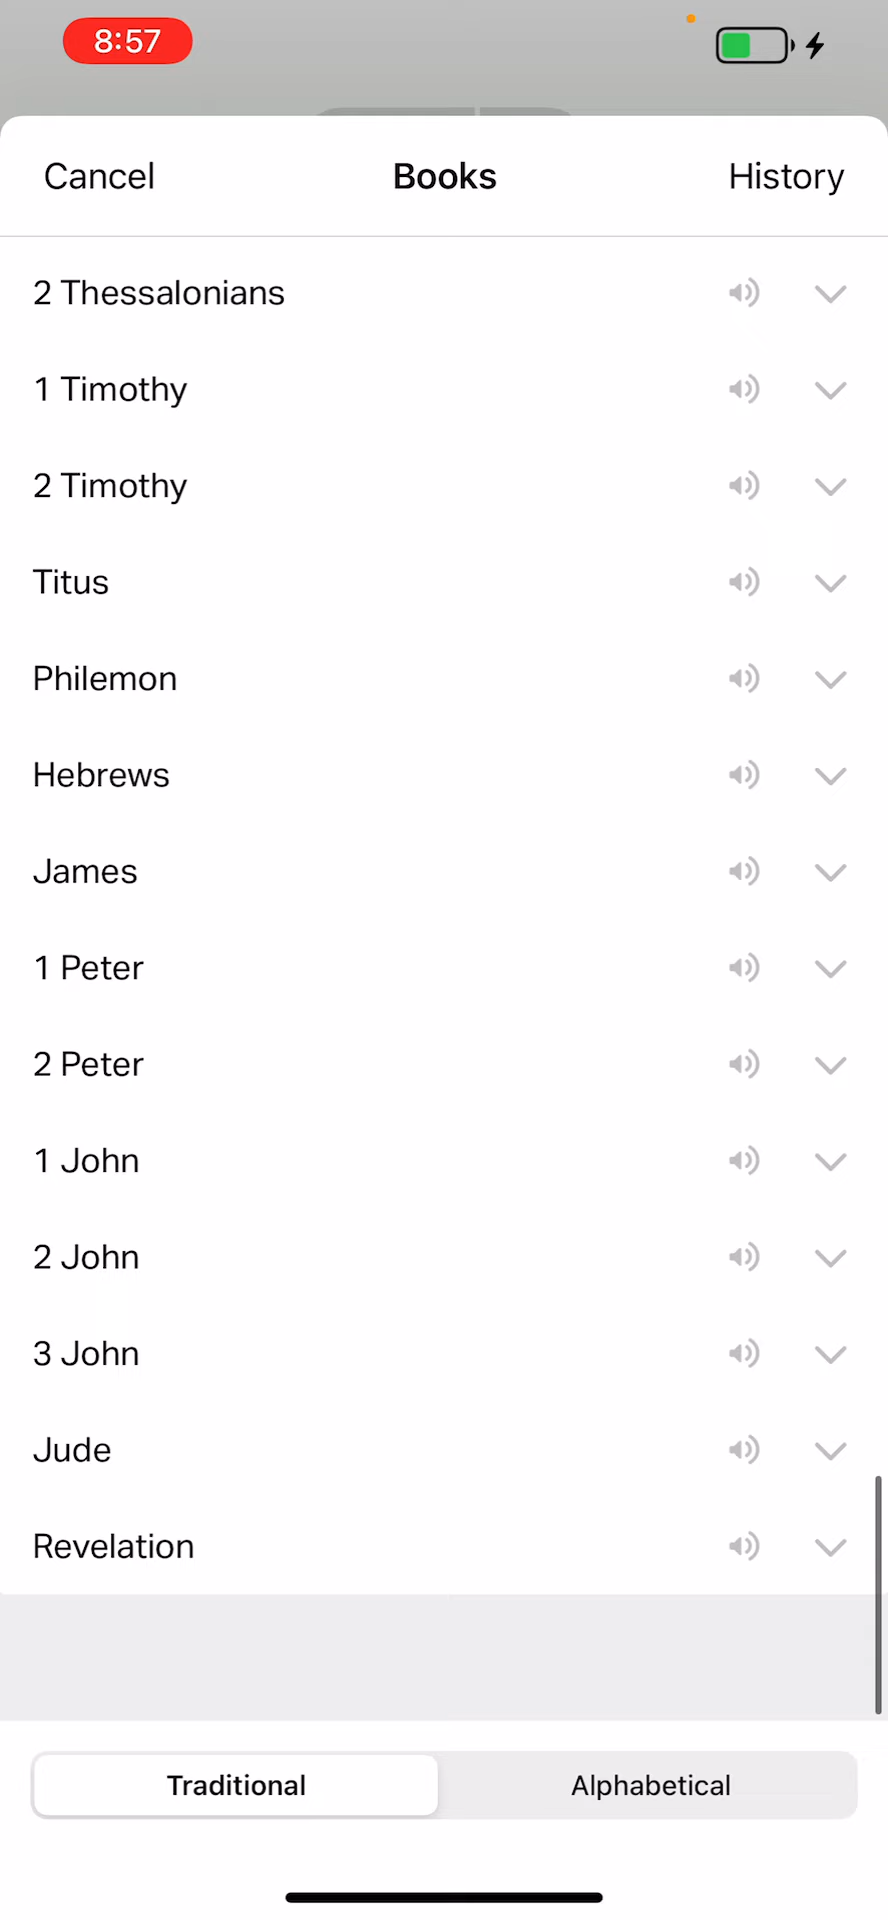 8:57
Cancel Books History
2 Thessalonians
1 Timothy
2 Timothy
Titus
Philemon
Hebrews
James
1 Peter
2 Peter
1 John
2 John
3 John
Jude
Revelation
Traditional Alphabetical